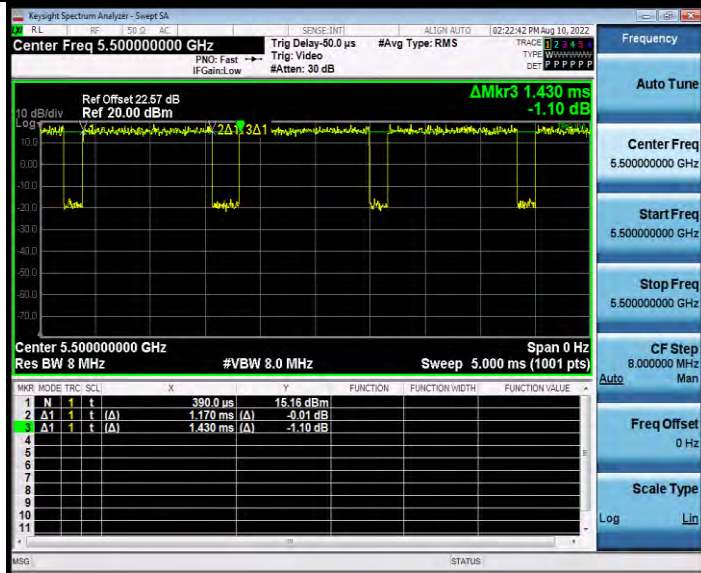 Keysight Spectrum Analyzer - Swept SA
RL RF 50 Ω AC SENSE:INT ALIGN AUTO 02:22:42 PM Aug 10, 2022
Center Freq 5.500000000 GHz
PNO: Fast
IFGain:Low
Trig Delay-50.0 µs
Trig: Video
#Atten: 30 dB
#Avg Type: RMS
TRACE 1 2 3 4 5 6
TYPE WWWWWW
DET P P P P P P
ΔMkr3 1.430 ms
-1.10 dB
Ref Offset 22.57 dB
10 dB/div Ref 20.00 dBm
Log
1 2Δ1 3Δ1
10.0
0.00
-10.0
-20.0
-30.0
-40.0
-50.0
-60.0
-70.0
Center 5.500000000 GHz Span 0 Hz
Res BW 8 MHz #VBW 8.0 MHz Sweep 5.000 ms (1001 pts)
MKR MODE TRC SCL X Y FUNCTION FUNCTION WIDTH FUNCTION VALUE
1 N 1 t 390.0 µs 15.16 dBm
2 Δ1 1 t (Δ) 1.170 ms (Δ) -0.01 dB
3 Δ1 1 t (Δ) 1.430 ms (Δ) -1.10 dB
4
5
6
7
8
9
10
11
MSG STATUS
Frequency
Auto Tune
Center Freq
5.500000000 GHz
Start Freq
5.500000000 GHz
Stop Freq
5.500000000 GHz
CF Step
8.000000 MHz
Auto Man
Freq Offset
0 Hz
Scale Type
Log Lin